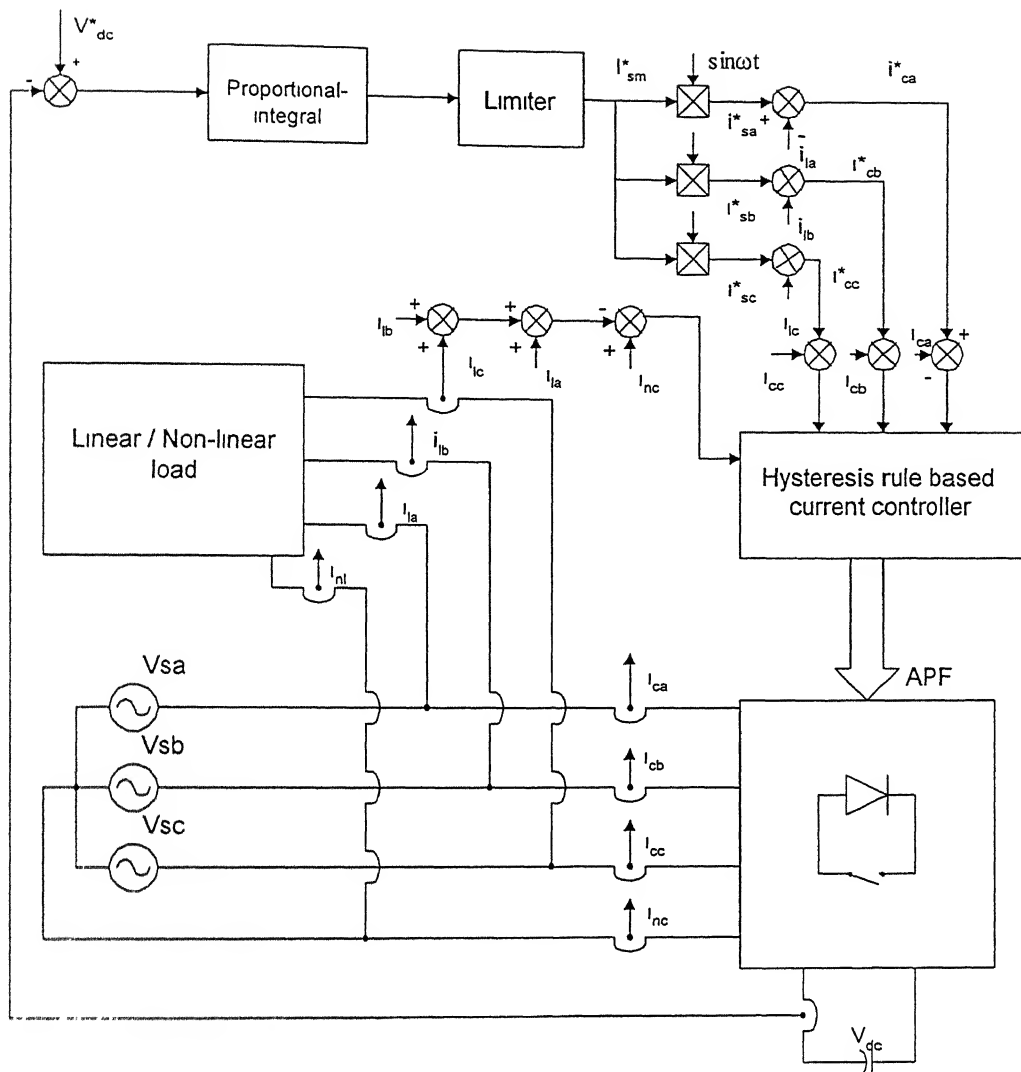 V*dc
-
+
Proportional-
integral
Limiter
I*sm
sinωt
i*sa
+
-
i*ca
ila
I*sb
I*cb
ilb
i*sc
I*cc
Ilc
Ilb
+
+
Ilc
+
+
Ila
-
+
Inc
Icc
Icb
Ica
+
-
Linear / Non-linear
load
ilb
Ila
Inl
Hysteresis rule based
current controller
APF
Vsa
Ica
Vsb
Icb
Vsc
Icc
Inc
Vdc